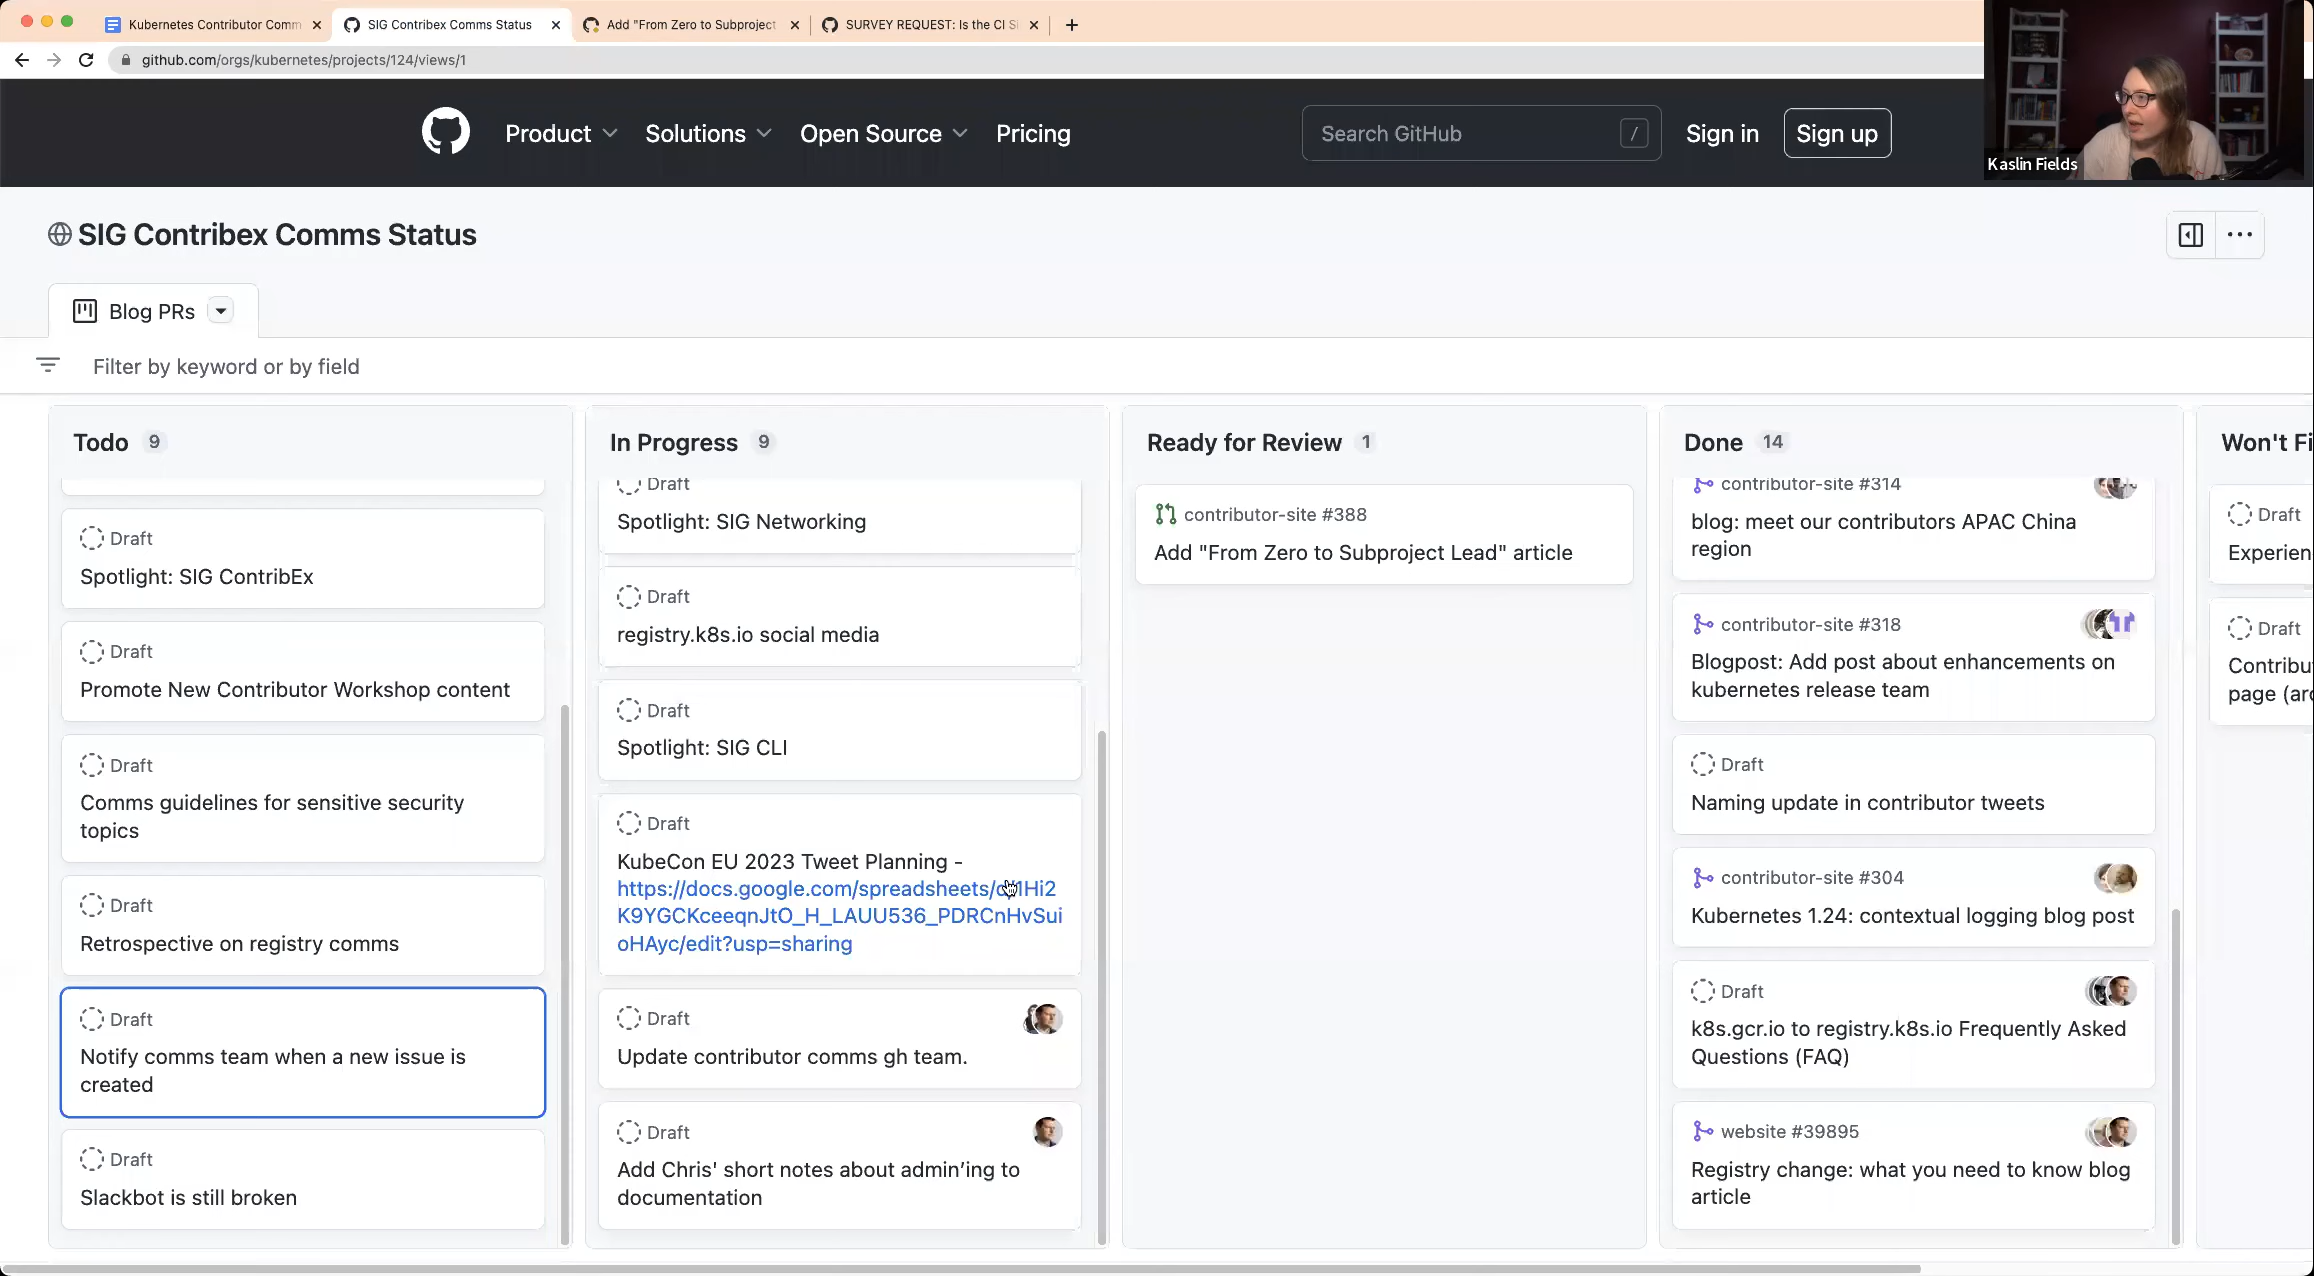 Kubernetes Contributor Comm
SIG Contribex Comms Status
Add "From Zero to Subproject
SURVEY REQUEST: Is the CI S
github.com/orgs/kubernetes/projects/124/views/1
Product
Solutions
Open Source
Pricing
Search GitHub
/
Sign in
Sign up
Kaslin Fields
SIG Contribex Comms Status
Blog PRs
Filter by keyword or by field
Todo 9
Draft
Spotlight: SIG ContribEx
Draft
Promote New Contributor Workshop content
Draft
Comms guidelines for sensitive security
topics
Draft
Retrospective on registry comms
Draft
Notify comms team when a new issue is
created
Draft
Slackbot is still broken
In Progress 9
Draft
Spotlight: SIG Networking
Draft
registry.k8s.io social media
Draft
Spotlight: SIG CLI
Draft
KubeCon EU 2023 Tweet Planning -
https://docs.google.com/spreadsheets/d/1Hi2
K9YGCKceeqnJtO_H_LAUU536_PDRCnHvSui
oHAyc/edit?usp=sharing
Draft
Update contributor comms gh team.
Draft
Add Chris' short notes about admin’ing to
documentation
Ready for Review 1
contributor-site #388
Add "From Zero to Subproject Lead" article
Done 14
contributor-site #314
blog: meet our contributors APAC China
region
contributor-site #318
Blogpost: Add post about enhancements on
kubernetes release team
Draft
Naming update in contributor tweets
contributor-site #304
Kubernetes 1.24: contextual logging blog post
Draft
k8s.gcr.io to registry.k8s.io Frequently Asked
Questions (FAQ)
website #39895
Registry change: what you need to know blog
article
Won't Fi
Draft
Experien
Draft
Contribu
page (ar